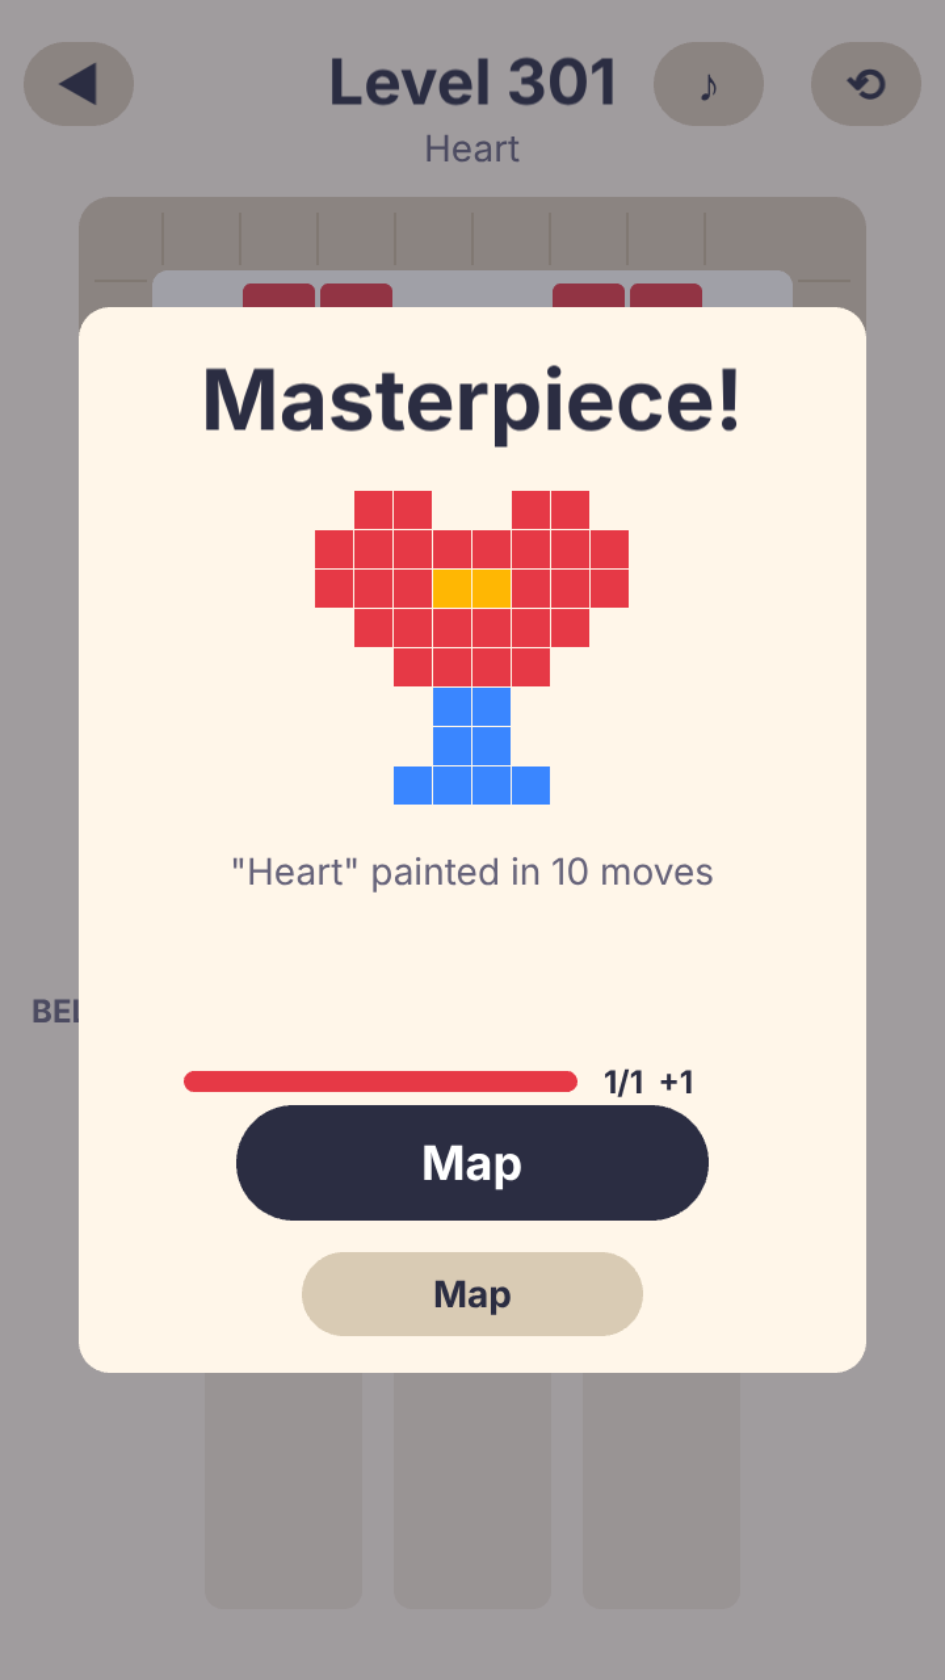 Level 301
♪
⟲
Heart
Masterpiece!
"Heart" painted in 10 moves
1/1 +1
Map
Map